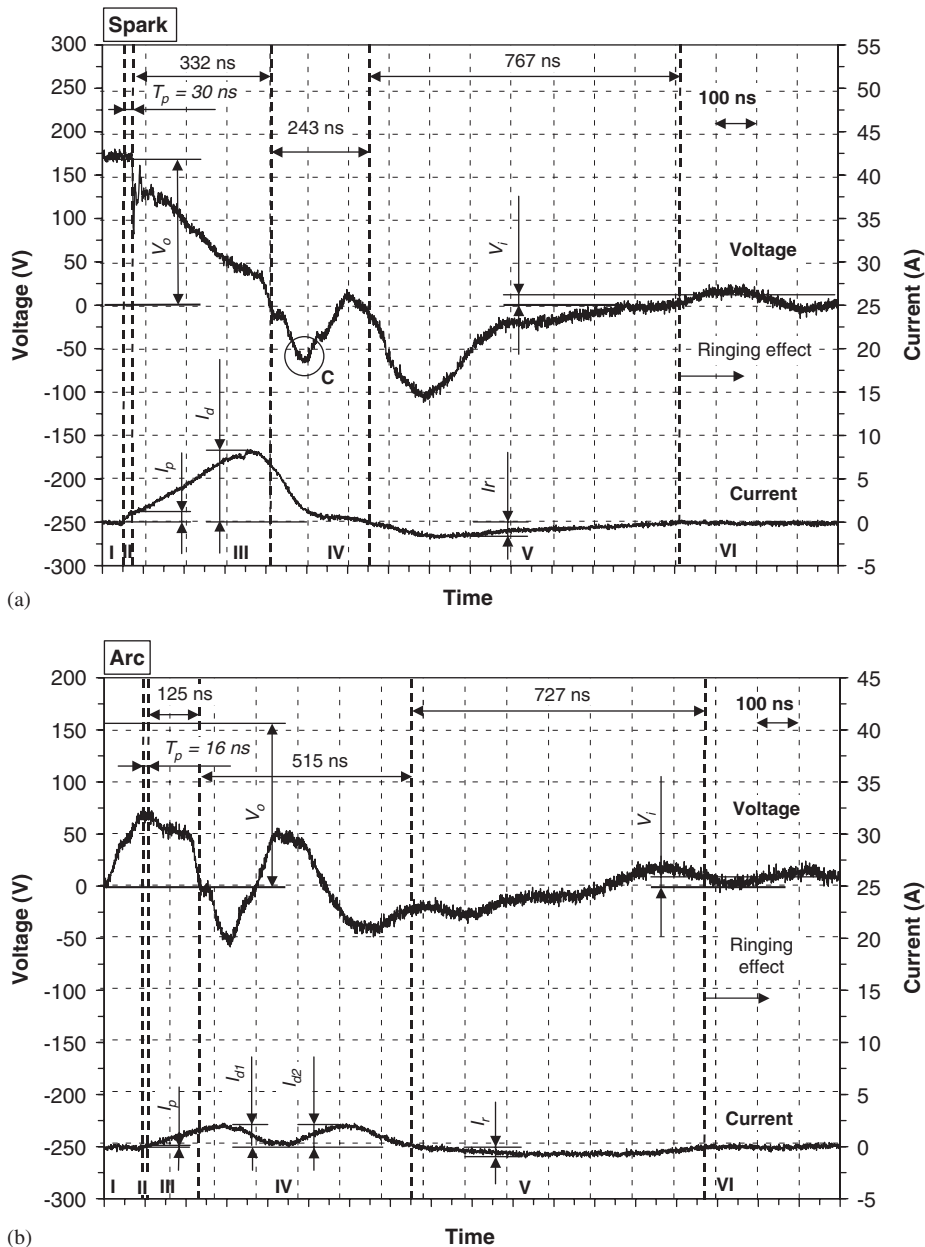 Spark
300
250
200
150
100
50
0
-50
-100
-150
-200
-250
-300
Voltage (V)
55
50
45
40
35
30
25
20
15
10
5
0
-5
Current (A)
332 ns
767 ns
Tp = 30 ns
100 ns
243 ns
Vo
Vi
Voltage
C
Ringing effect
Id
Ip
Ir
Current
I
II
III
IV
V
VI
(a)
Time
Arc
200
150
100
50
0
-50
-100
-150
-200
-250
-300
Voltage (V)
45
40
35
30
25
20
15
10
5
0
-5
Current (A)
125 ns
727 ns
100 ns
Tp = 16 ns
515 ns
Vo
Vi
Voltage
Ringing
effect
Ip
Id1
Id2
Ir
Current
I
II
III
IV
V
VI
(b)
Time